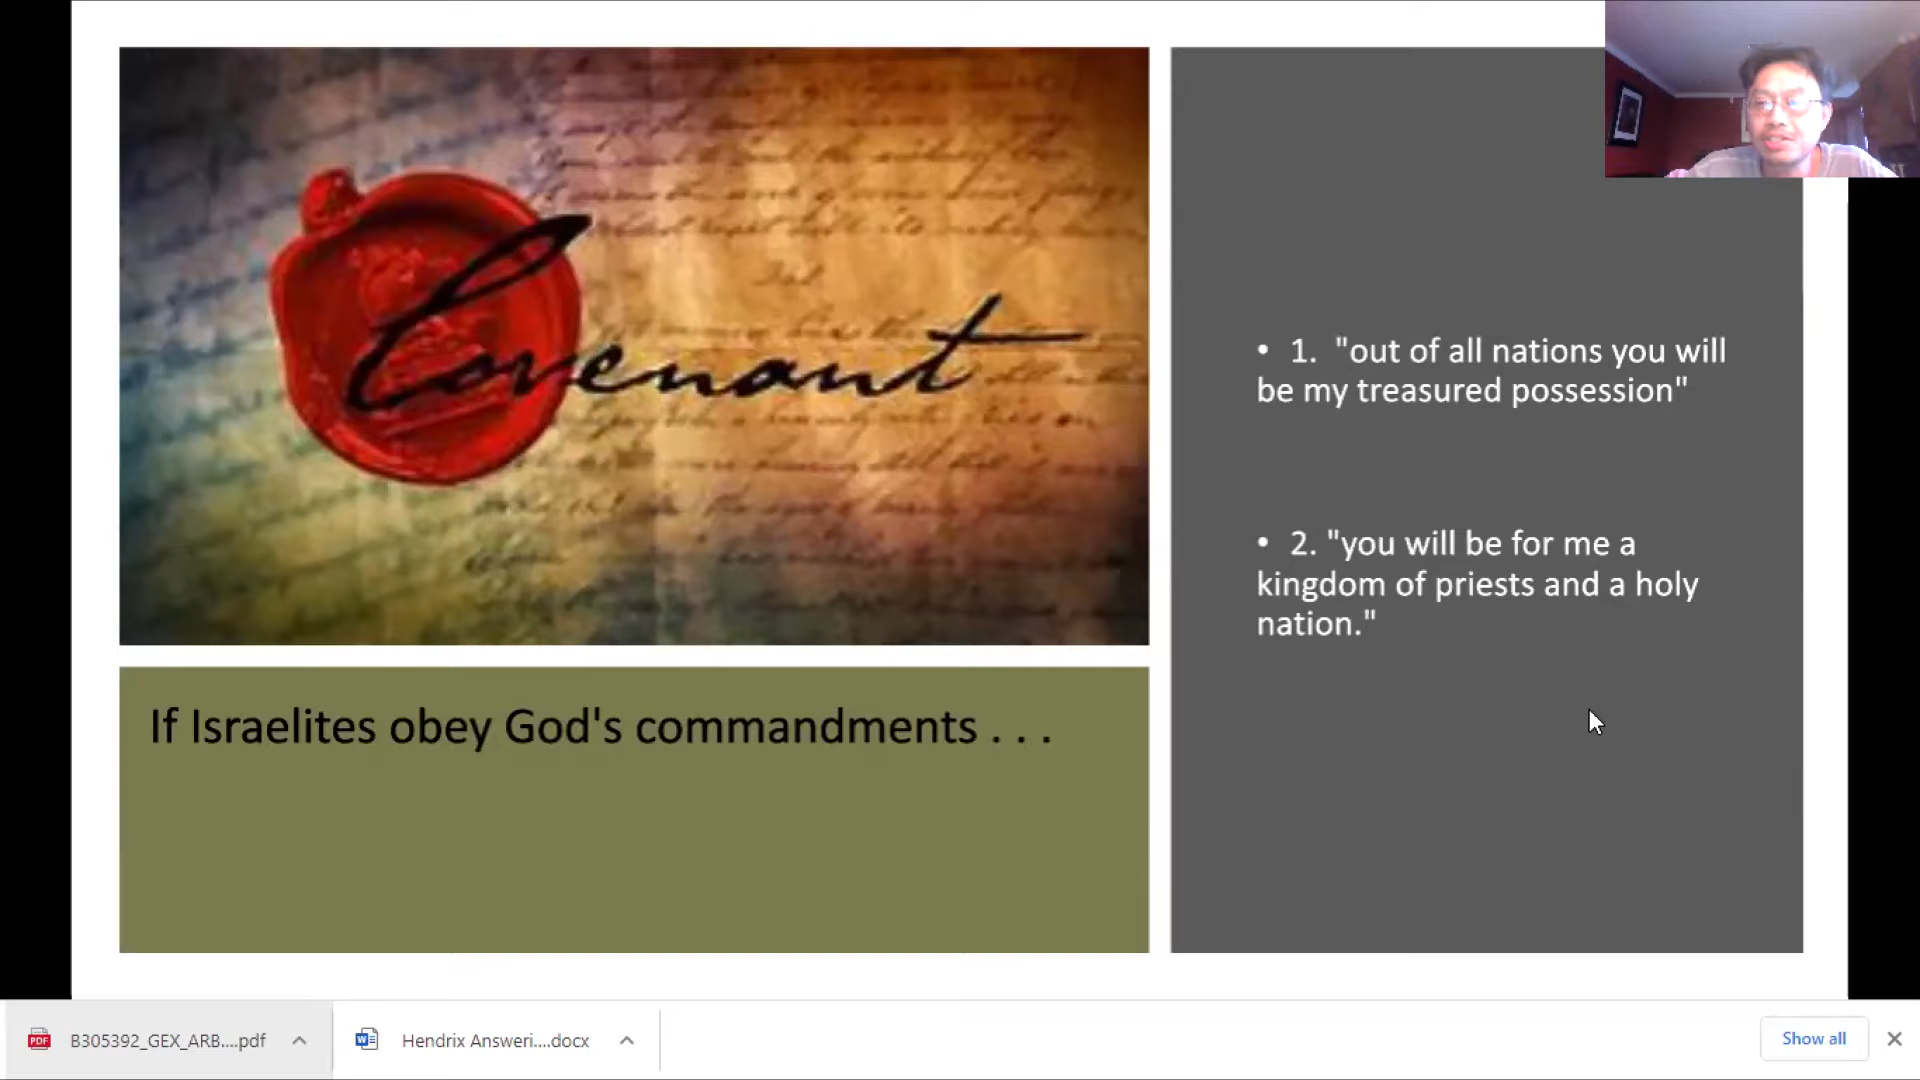 Covenant
• 1. "out of all nations you will
be my treasured possession"
• 2. "you will be for me a
kingdom of priests and a holy
nation."
If Israelites obey God's commandments . . .
B305392_GEX_ARB....pdf
Hendrix Answeri....docx
Show all